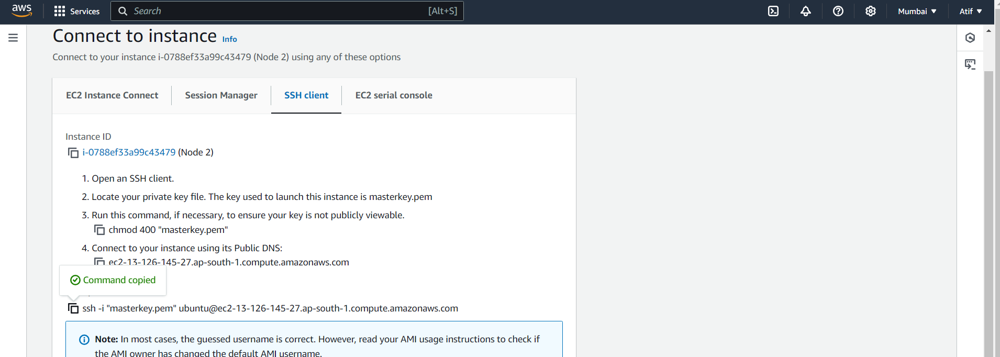 aws Services Search [Alt+S] Mumbai Atif
Connect to instance Info
Connect to your instance i-0788ef33a99c43479 (Node 2) using any of these options
EC2 Instance Connect Session Manager SSH client EC2 serial console
Instance ID
i-0788ef33a99c43479 (Node 2)
1. Open an SSH client.
2. Locate your private key file. The key used to launch this instance is masterkey.pem
3. Run this command, if necessary, to ensure your key is not publicly viewable.
chmod 400 "masterkey.pem"
4. Connect to your instance using its Public DNS:
ec2-13-126-145-27.ap-south-1.compute.amazonaws.com
Command copied
ssh -i "masterkey.pem" ubuntu@ec2-13-126-145-27.ap-south-1.compute.amazonaws.com
Note: In most cases, the guessed username is correct. However, read your AMI usage instructions to check if
the AMI owner has changed the default AMI username.